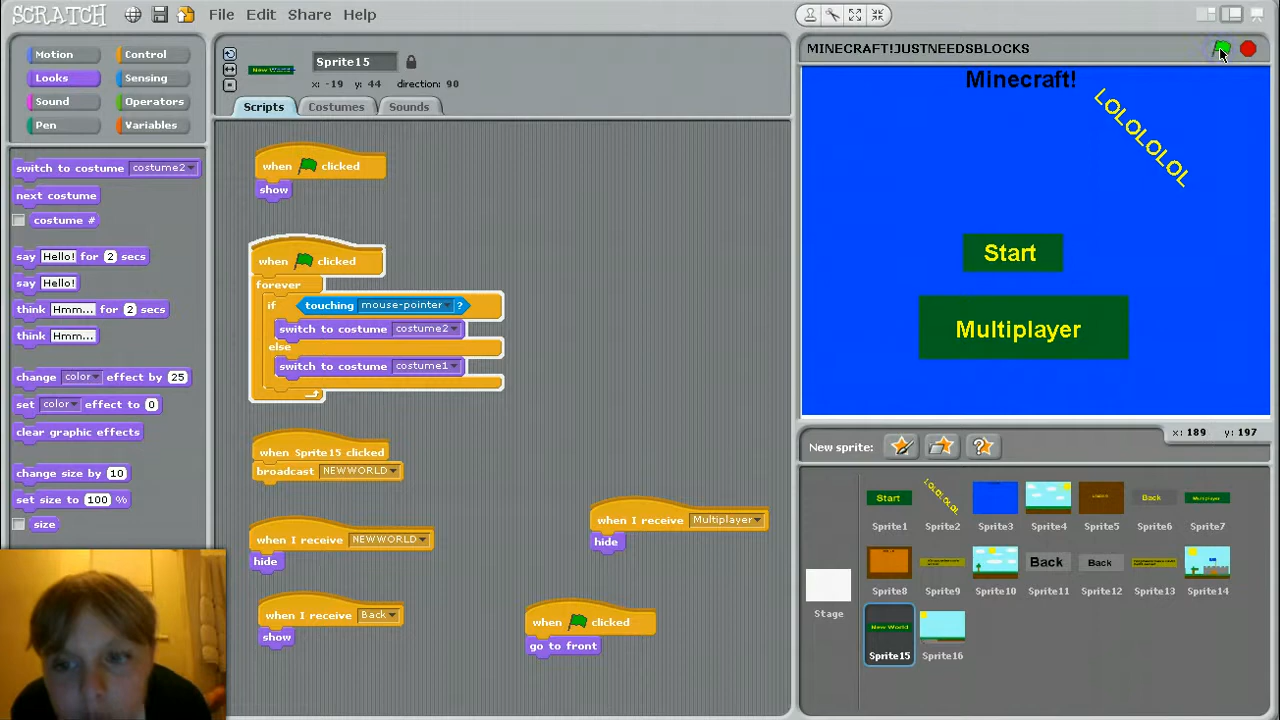 SCRATCH File Edit Share Help
Motion Control
Looks Sensing
Sound Operators
Pen Variables
switch to costume costume2
next costume
costume #
say Hello! for 2 secs
say Hello!
think Hmm... for 2 secs
think Hmm...
change color effect by 25
set color effect to 0
clear graphic effects
change size by 10
set size to 100 %
size
New World
Sprite15
x: -19 y: 44 direction: 90
Scripts Costumes Sounds
when clicked
show
when clicked
forever
if touching mouse-pointer ?
switch to costume costume2
else
switch to costume costume1
when Sprite15 clicked
broadcast NEWWORLD
when I receive NEWWORLD
hide
when I receive Back
show
when I receive Multiplayer
hide
when clicked
go to front
MINECRAFT!JUSTNEEDSBLOCKS
Minecraft!
LOLOLOLOL
Start
Multiplayer
x: 189 y: 197
New sprite:
Start LOLOLOLOL Back Multiplayer
Sprite1 Sprite2 Sprite3 Sprite4 Sprite5 Sprite6 Sprite7
Back Back
Sprite8 Sprite9 Sprite10 Sprite11 Sprite12 Sprite13 Sprite14
Stage
New World
Sprite15 Sprite16